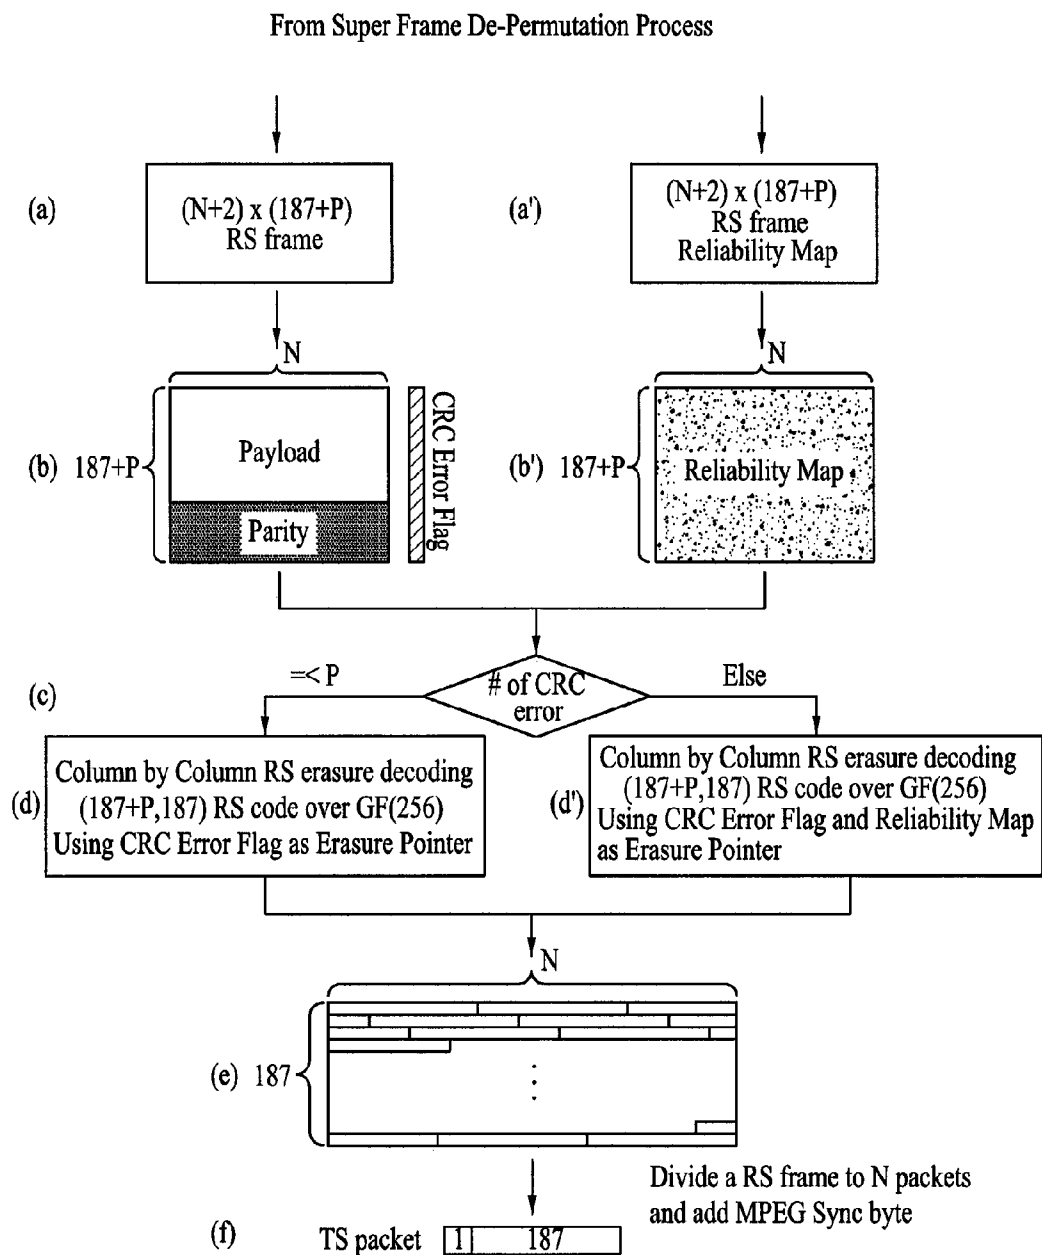 From Super Frame De-Permutation Process
(a)
(N+2) x (187+P)
RS frame
(a')
(N+2) x (187+P)
RS frame
Reliability Map
N
N
(b) 187+P
Payload
Parity
CRC Error Flag
(b') 187+P
Reliability Map
(c)
=< P
# of CRC
error
Else
(d)
Column by Column RS erasure decoding
(187+P,187) RS code over GF(256)
Using CRC Error Flag as Erasure Pointer
(d')
Column by Column RS erasure decoding
(187+P,187) RS code over GF(256)
Using CRC Error Flag and Reliability Map
as Erasure Pointer
N
(e) 187
Divide a RS frame to N packets
and add MPEG Sync byte
(f) TS packet 1 187